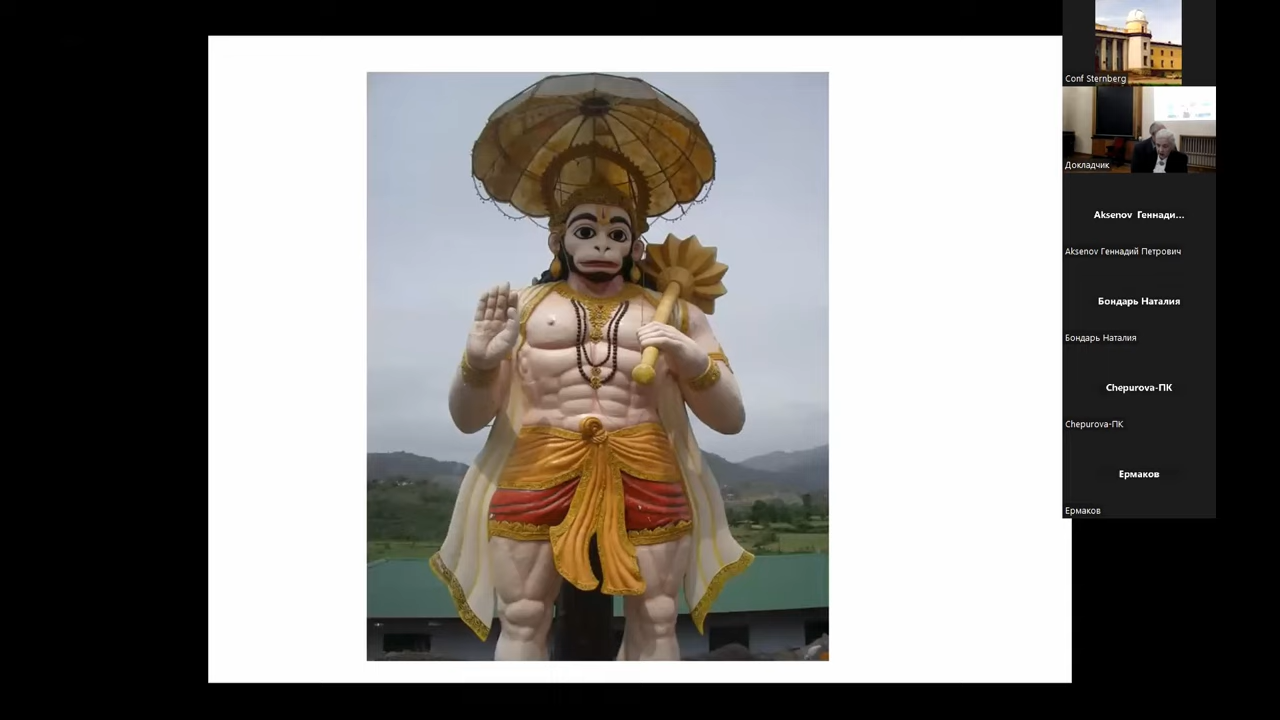 Conf Sternberg
Докладчик
Aksenov Геннади...
Aksenov Геннадий Петрович
Бондарь Наталия
Бондарь Наталия
Chepurova-ПК
Chepurova-ПК
Ермаков
Ермаков